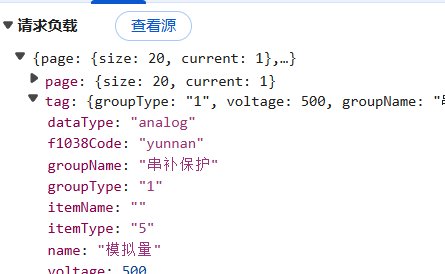 请求负载 查看源
{page: {size: 20, current: 1},…}
page: {size: 20, current: 1}
tag: {groupType: "1", voltage: 500, groupName: "
dataType: "analog"
f1038Code: "yunnan"
groupName: "串补保护"
groupType: "1"
itemName: ""
itemType: "5"
name: "模拟量"
voltage: 500